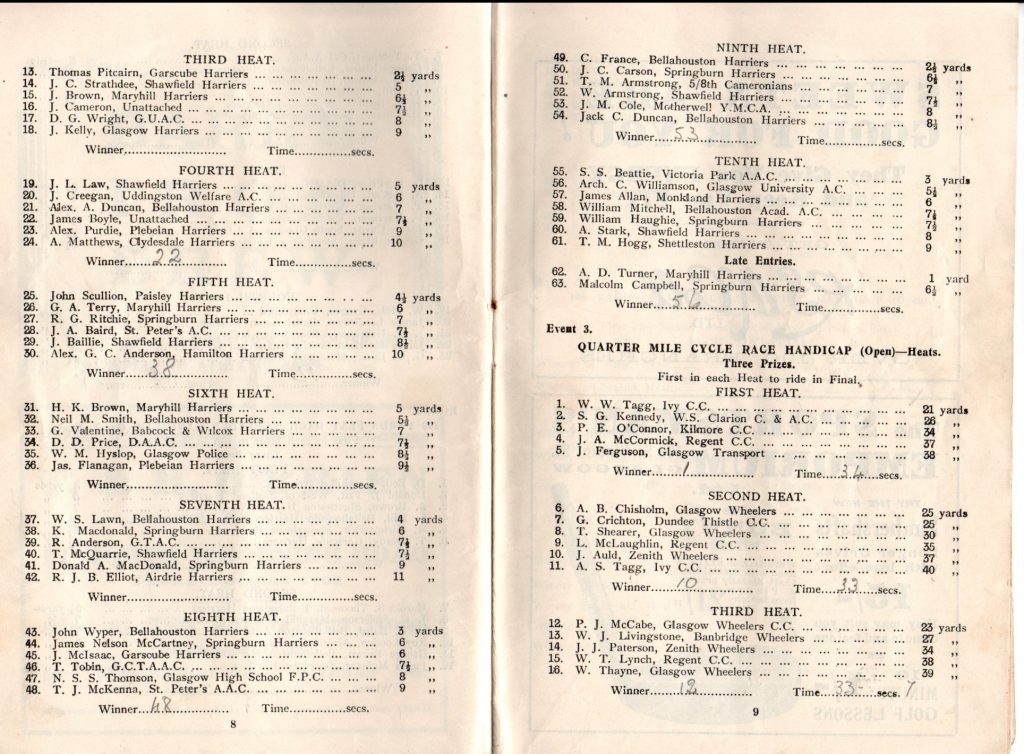 THIRD HEAT.
13. Thomas Pitcairn, Garscube Harriers ... 2½ yards
14. J. C. Strathdee, Shawfield Harriers ... 5 ,,
15. J. Brown, Maryhill Harriers ... 6½ ,,
16. J. Cameron, Unattached ... 7½ ,,
17. D. G. Wright, G.U.A.C. ... 8 ,,
18. J. Kelly, Glasgow Harriers ... 9 ,,
Winner............ Time............secs.
FOURTH HEAT.
19. J. L. Law, Shawfield Harriers ... 5 yards
20. J. Creegan, Uddingston Welfare A.C. ... 6 ,,
21. Alex. A. Duncan, Bellahouston Harriers ... 7 ,,
22. James Boyle, Unattached ... 7½ ,,
23. Alex. Purdie, Plebeian Harriers ... 9 ,,
24. A. Matthews, Clydesdale Harriers ... 10 ,,
Winner...22...... Time............secs.
FIFTH HEAT.
25. John Scullion, Paisley Harriers ... 4½ yards
26. G. A. Terry, Maryhill Harriers ... 6 ,,
27. R. G. Ritchie, Springburn Harriers ... 7 ,,
28. J. A. Baird, St. Peter's A.C. ... 7½ ,,
29. J. Baillie, Shawfield Harriers ... 8½ ,,
30. Alex. G. C. Anderson, Hamilton Harriers ... 10 ,,
Winner...38...... Time............secs.
SIXTH HEAT.
31. H. K. Brown, Maryhill Harriers ... 5 yards
32. Neil M. Smith, Bellahouston Harriers ... 5½ ,,
33. G. Valentine, Babcock & Wilcox Harriers ... 7 ,,
34. D. D. Price, D.A.A.C. ... 7½ ,,
35. W. M. Hyslop, Glasgow Police ... 8½ ,,
36. Jas. Flanagan, Plebeian Harriers ... 9½ ,,
Winner............ Time............secs.
SEVENTH HEAT.
37. W. S. Lawn, Bellahouston Harriers ... 4 yards
38. K. Macdonald, Springburn Harriers ... 6 ,,
39. R. Anderson, G.T.A.C. ... 7½ ,,
40. T. McQuarrie, Shawfield Harriers ... 7½ ,,
41. Donald A. MacDonald, Springburn Harriers ... 9 ,,
42. R. J. B. Elliot, Airdrie Harriers ... 11 ,,
Winner............ Time............secs.
EIGHTH HEAT.
43. John Wyper, Bellahouston Harriers ... 3 yards
44. James Nelson McCartney, Springburn Harriers ... 6 ,,
45. J. McIsaac, Garscube Harriers ... 6 ,,
46. T. Tobin, G.C.T.A.A.C. ... 7½ ,,
47. N. S. S. Thomson, Glasgow High School F.P.C. ... 8 ,,
48. T. J. McKenna, St. Peter's A.A.C. ... 9 ,,
Winner...48...... Time............secs.
8
NINTH HEAT.
49. C. France, Bellahouston Harriers ... 2½ yards
50. J. C. Carson, Springburn Harriers ... 6½ ,,
51. T. M. Armstrong, 5/8th Cameronians ... 7 ,,
52. W. Armstrong, Shawfield Harriers ... 7½ ,,
53. J. M. Cole, Motherwell Y.M.C.A. ... 8 ,,
54. Jack C. Duncan, Bellahouston Harriers ... 8½ ,,
Winner...53...... Time............secs.
TENTH HEAT.
55. S. S. Beattie, Victoria Park A.A.C. ... 3 yards
56. Arch. C. Williamson, Glasgow University A.C. ... 5½ ,,
57. James Allan, Monkland Harriers ... 6 ,,
58. William Mitchell, Bellahouston Acad. A.C. ... 7½ ,,
59. William Haughie, Springburn Harriers ... 7½ ,,
60. A. Stark, Shawfield Harriers ... 8 ,,
61. T. M. Hogg, Shettleston Harriers ... 9 ,,
Late Entries.
62. A. D. Turner, Maryhill Harriers ... 1 yard
63. Malcolm Campbell, Springburn Harriers ... 6½ ,,
Winner...56...... Time............secs.
Event 3.
QUARTER MILE CYCLE RACE HANDICAP (Open)—Heats.
Three Prizes.
First in each Heat to ride in Final.
FIRST HEAT.
1. W. W. Tagg, Ivy C.C. ... 21 yards
2. S. G. Kennedy, W.S. Clarion C. & A.C. ... 26 ,,
3. P. E. O'Connor, Kilmore C.C. ... 34 ,,
4. J. A. McCormick, Regent C.C. ... 37 ,,
5. J. Ferguson, Glasgow Transport ... 38 ,,
Winner...1...... Time...34...secs.
SECOND HEAT.
6. A. B. Chisholm, Glasgow Wheelers ... 25 yards
7. G. Crichton, Dundee Thistle C.C. ... 25 ,,
8. T. Shearer, Glasgow Wheelers ... 30 ,,
9. L. McLaughlin, Regent C.C. ... 35 ,,
10. J. Auld, Zenith Wheelers ... 37 ,,
11. A. S. Tagg, Ivy C.C. ... 40 ,,
Winner...10...... Time...33...secs.
THIRD HEAT.
12. P. J. McCabe, Glasgow Wheelers C.C. ... 23 yards
13. W. J. Livingstone, Banbridge Wheelers ... 27 ,,
14. J. J. Paterson, Zenith Wheelers ... 34 ,,
15. W. T. Lynch, Regent C.C. ... 38 ,,
16. W. Thayne, Glasgow Wheelers ... 39 ,,
Winner...12...... Time...33...secs.
9